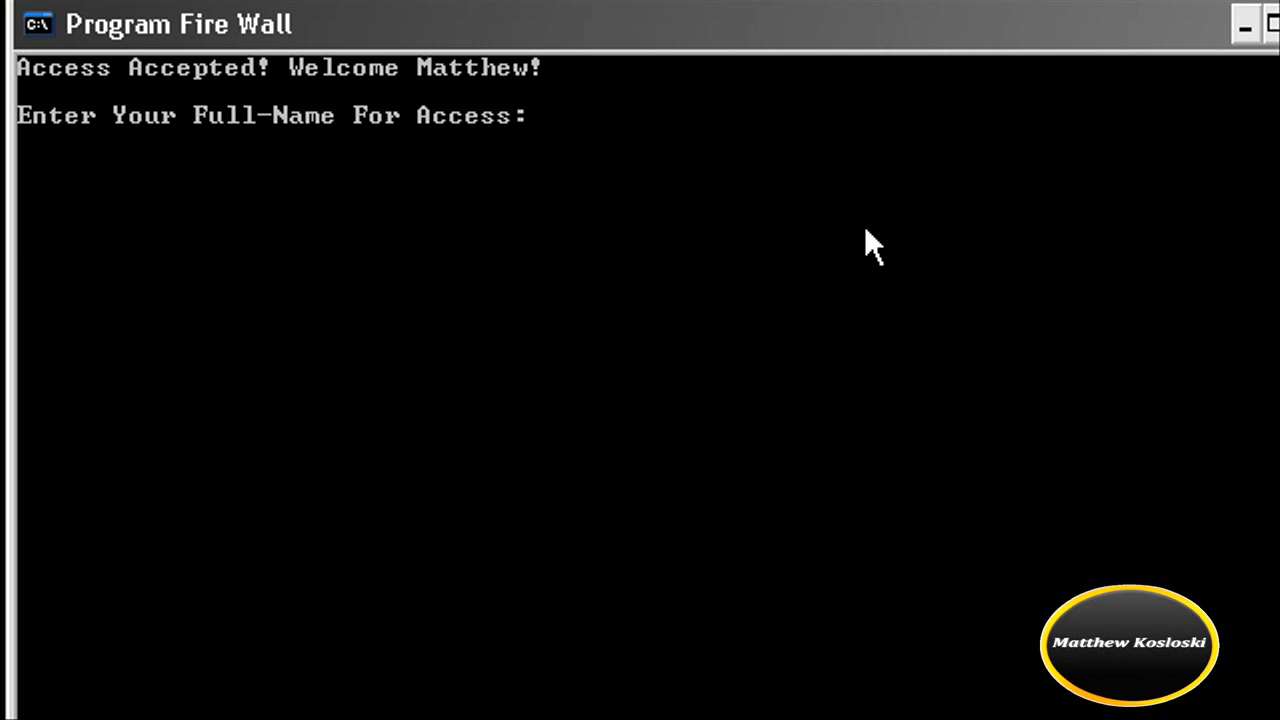 C:\
Program Fire Wall
Access Accepted! Welcome Matthew!
Enter Your Full-Name For Access:
Matthew Kosloski